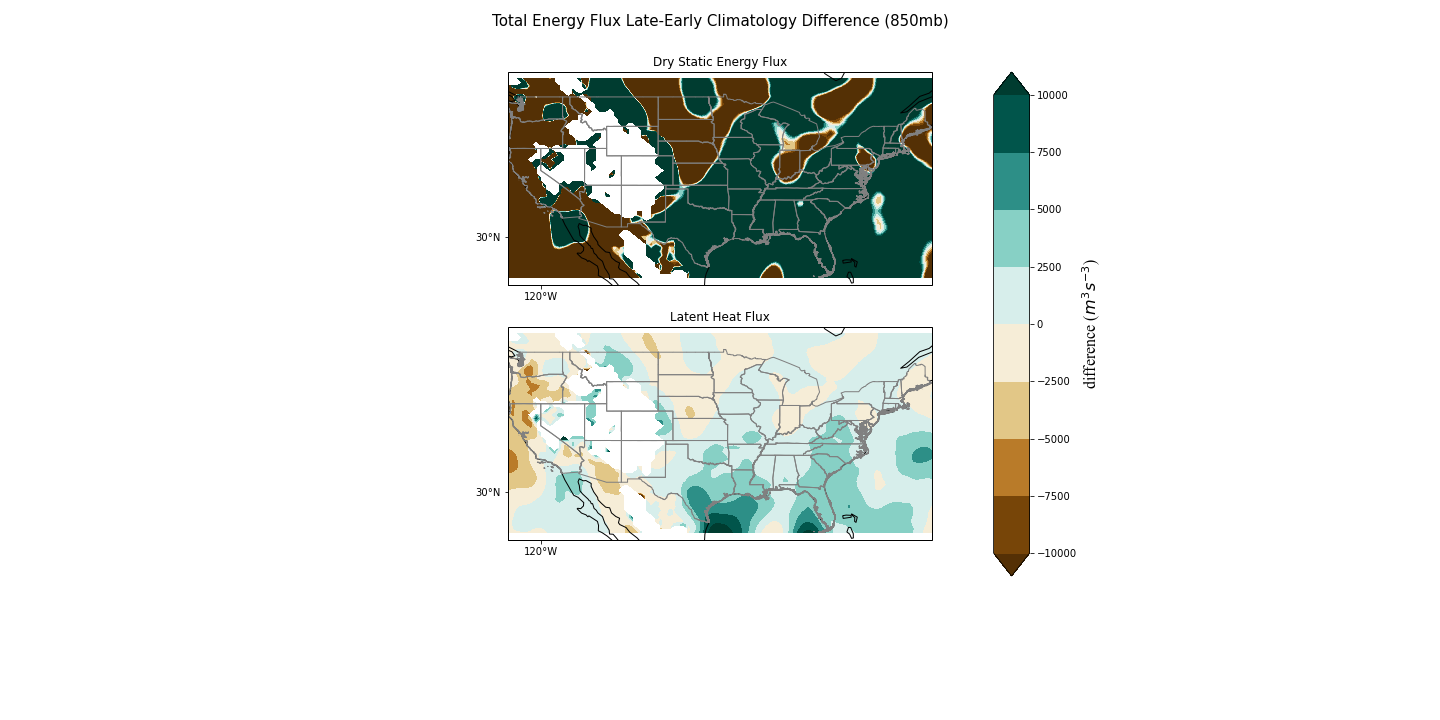 Total Energy Flux Late-Early Climatology Difference (850mb)
Dry Static Energy Flux
30°N
120°W
Latent Heat Flux
30°N
120°W
10000
7500
5000
2500
0
−2500
−5000
−7500
−10000
difference (m³s⁻³)